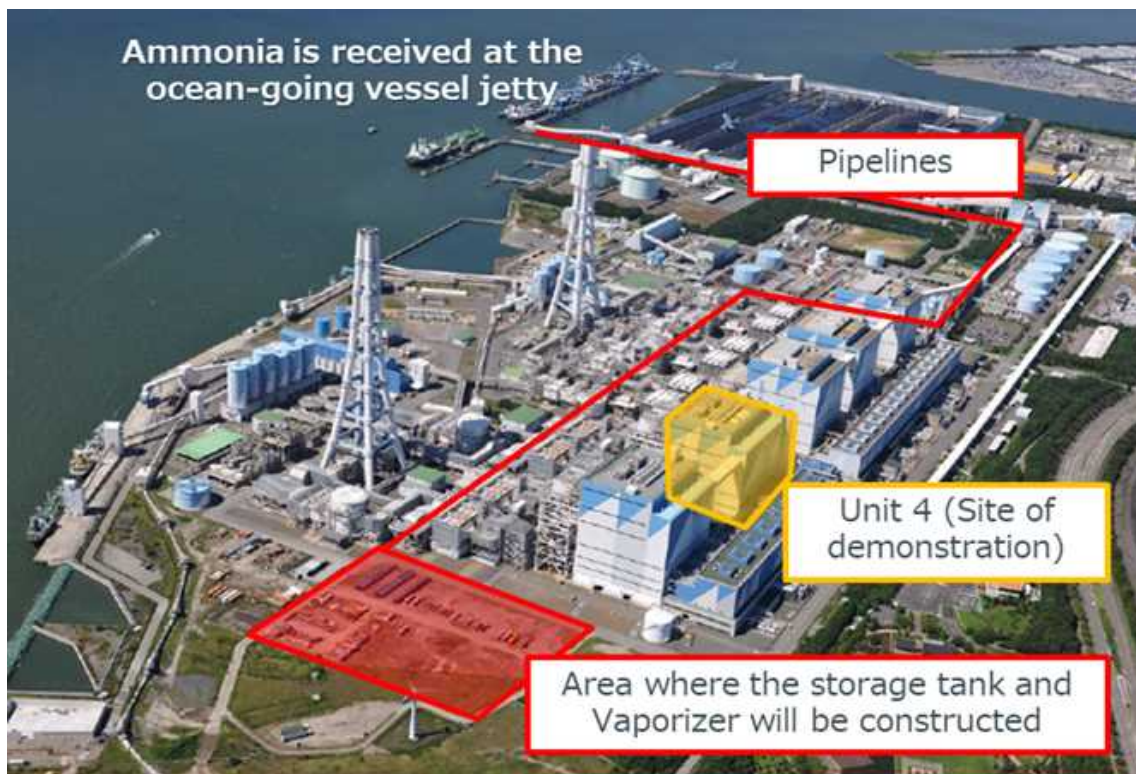 Ammonia is received at the
ocean-going vessel jetty
Pipelines
Unit 4 (Site of
demonstration)
Area where the storage tank and
Vaporizer will be constructed